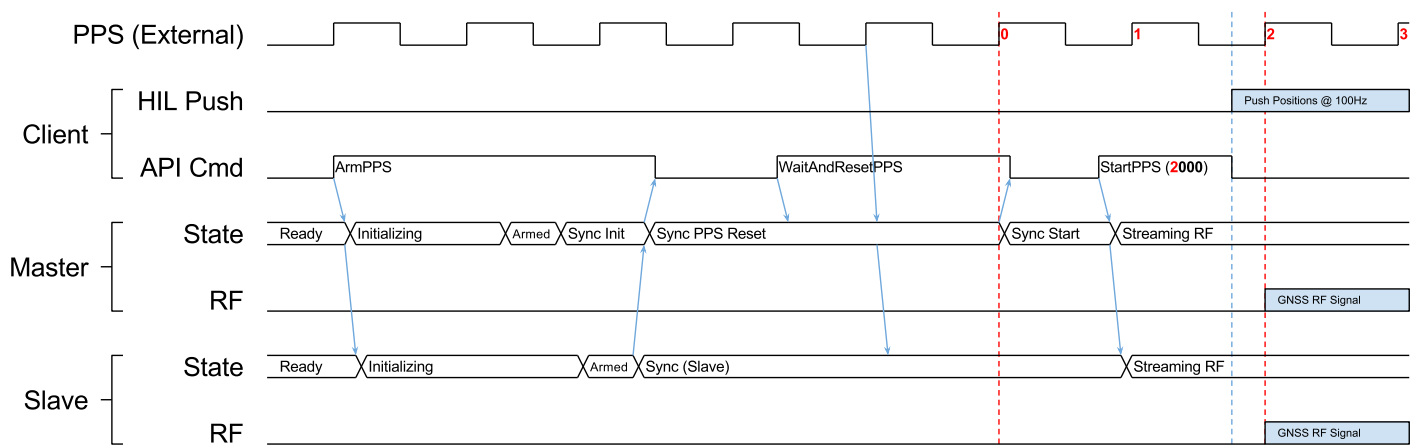 PPS (External)
0 1 2 3
HIL Push
Push Positions @ 100Hz
Client
API Cmd
ArmPPS
WaitAndResetPPS
StartPPS (2000)
State
Ready
Initializing
Armed
Sync Init
Sync PPS Reset
Sync Start
Streaming RF
Master
RF
GNSS RF Signal
State
Ready
Initializing
Armed
Sync (Slave)
Streaming RF
Slave
RF
GNSS RF Signal